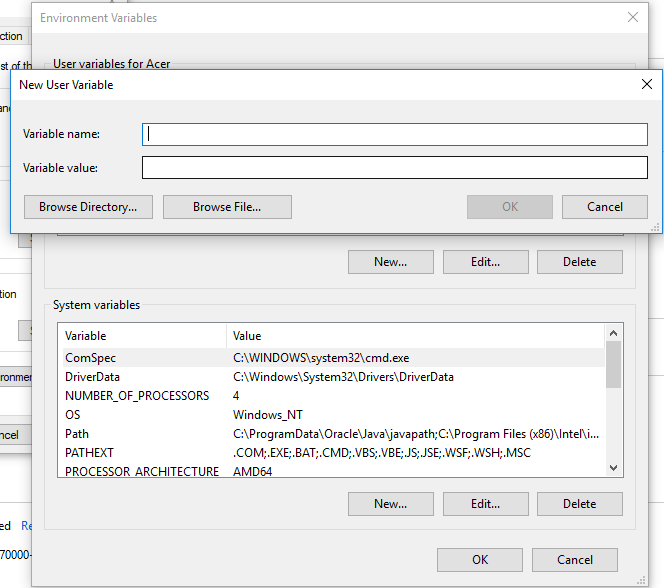 Environment Variables
ction
User variables for Acer
st of th
New User Variable
Variable name:
Variable value:
Browse Directory...
Browse File...
OK
Cancel
New...
Edit...
Delete
tion
System variables
Variable Value
ComSpec C:\WINDOWS\system32\cmd.exe
DriverData C:\Windows\System32\Drivers\DriverData
NUMBER_OF_PROCESSORS 4
OS Windows_NT
Path C:\ProgramData\Oracle\Java\javapath;C:\Program Files (x86)\Intel\i...
PATHEXT .COM;.EXE;.BAT;.CMD;.VBS;.VBE;.JS;.JSE;.WSF;.WSH;.MSC
PROCESSOR_ARCHITECTURE AMD64
ronmen
ncel
New...
Edit...
Delete
ed Re
70000-
OK
Cancel